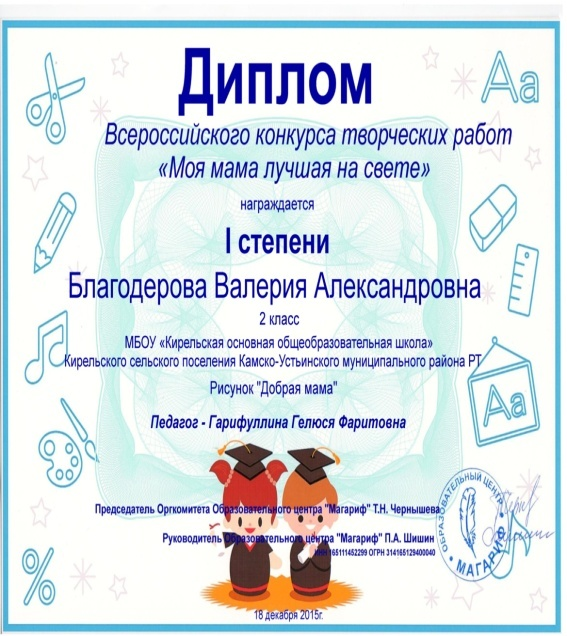 Диплом
Всероссийского конкурса творческих работ
«Моя мама лучшая на свете»
награждается
I степени
Благодерова Валерия Александровна
2 класс
МБОУ «Кирельская основная общеобразовательная школа»
Кирельского сельского поселения Камско-Устьинского муниципального района РТ
Рисунок "Добрая мама"
Педагог - Гарифуллина Гелюся Фаритовна
Председатель Оргкомитета Образовательного центра "Магариф" Т.Н. Чернышева
Руководитель Образовательного центра "Магариф" П.А. Шишин
ИНН 165111452299 ОГРН 314165129400040
18 декабря 2015г.
Aa
Aa
%
ОБРАЗОВАТЕЛЬНЫЙ ЦЕНТР
МАГАРИФ